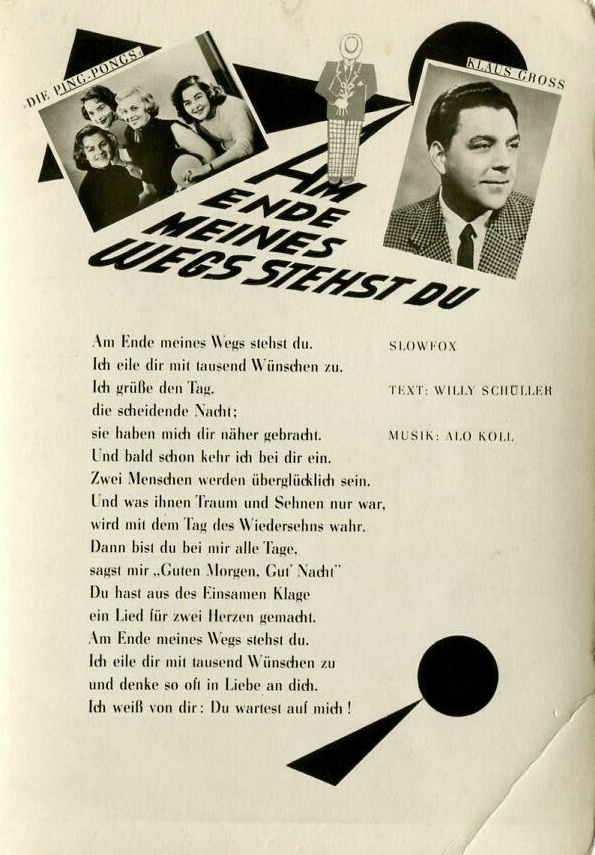 „DIE PING-PONGS“
KLAUS GROSS
AM
ENDE
MEINES
WEGS STEHST DU
Am Ende meines Wegs stehst du.
Ich eile dir mit tausend Wünschen zu.
Ich grüße den Tag,
die scheidende Nacht;
sie haben mich dir näher gebracht.
Und bald schon kehr ich bei dir ein.
Zwei Menschen werden überglücklich sein.
Und was ihnen Traum und Sehnen nur war,
wird mit dem Tag des Wiedersehns wahr.
Dann bist du bei mir alle Tage,
sagst mir „Guten Morgen, Gut' Nacht“
Du hast aus des Einsamen Klage
ein Lied für zwei Herzen gemacht.
Am Ende meines Wegs stehst du.
Ich eile dir mit tausend Wünschen zu
und denke so oft in Liebe an dich.
Ich weiß von dir: Du wartest auf mich!
SLOWFOX
TEXT: WILLY SCHÜLLER
MUSIK: ALO KOLL